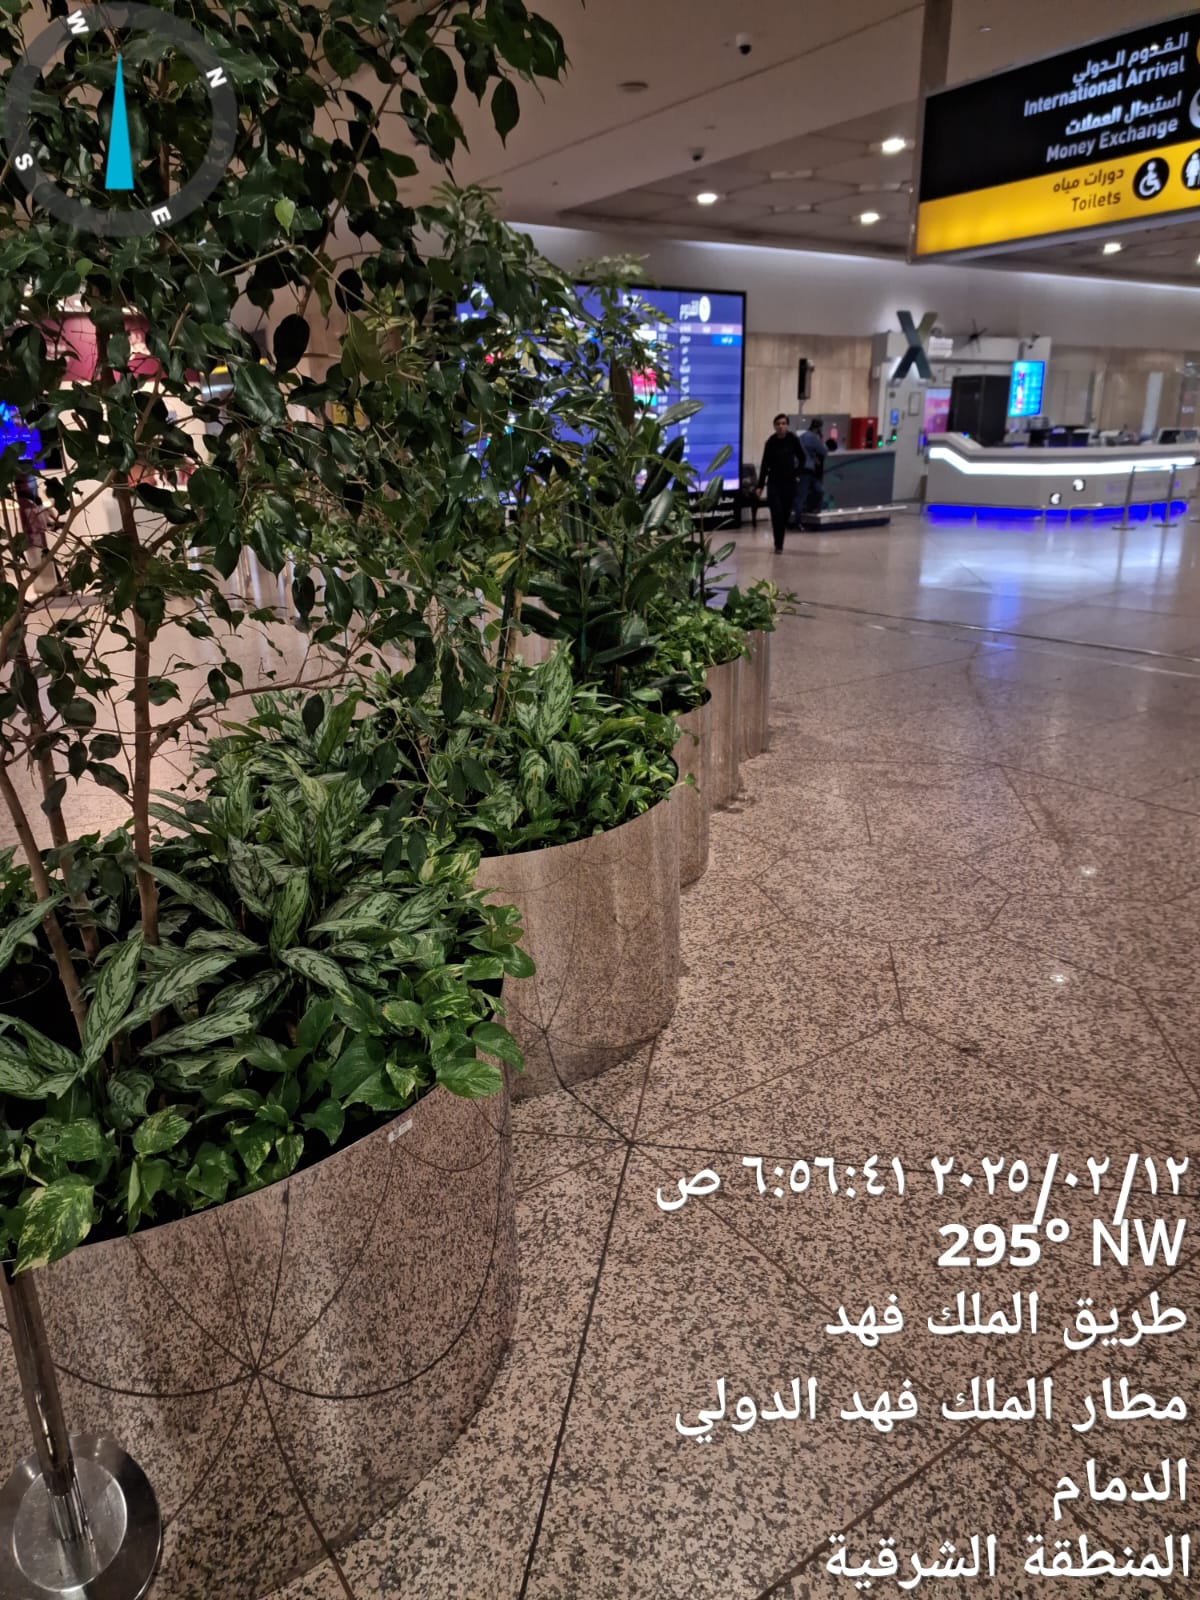 W
N
S
E
القدوم الدولي
International Arrival
استبدال العملات
Money Exchange
دورات مياه
Toilets
القدوم
X
٢٠٢٥/٠٢/١٢ ٦:٥٦:٤١ ص
295° NW
طريق الملك فهد
مطار الملك فهد الدولي
الدمام
المنطقة الشرقية